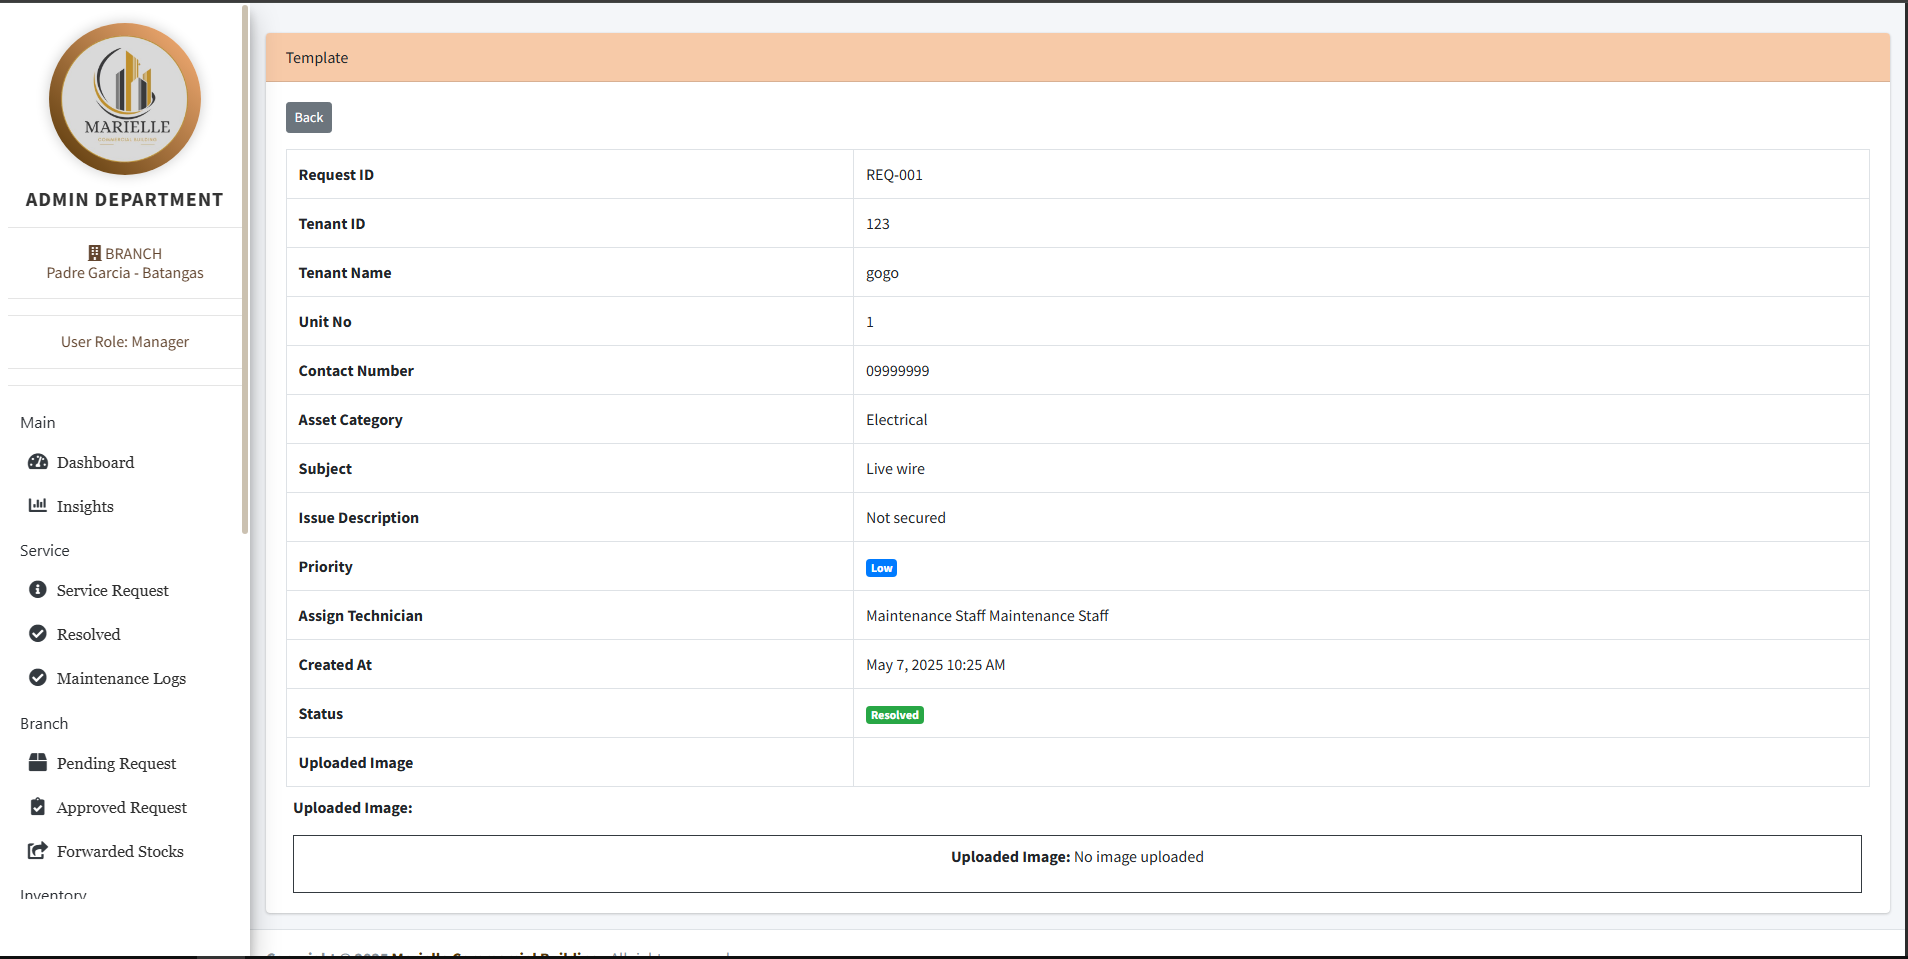 MARIELLE
COMMERCIAL BUILDING
ADMIN DEPARTMENT
BRANCH
Padre Garcia - Batangas
User Role: Manager
Main
Dashboard
Insights
Service
Service Request
Resolved
Maintenance Logs
Branch
Pending Request
Approved Request
Forwarded Stocks
Inventory
Template
Back
Request ID REQ-001
Tenant ID 123
Tenant Name gogo
Unit No 1
Contact Number 09999999
Asset Category Electrical
Subject Live wire
Issue Description Not secured
Priority Low
Assign Technician Maintenance Staff Maintenance Staff
Created At May 7, 2025 10:25 AM
Status Resolved
Uploaded Image
Uploaded Image:
Uploaded Image: No image uploaded